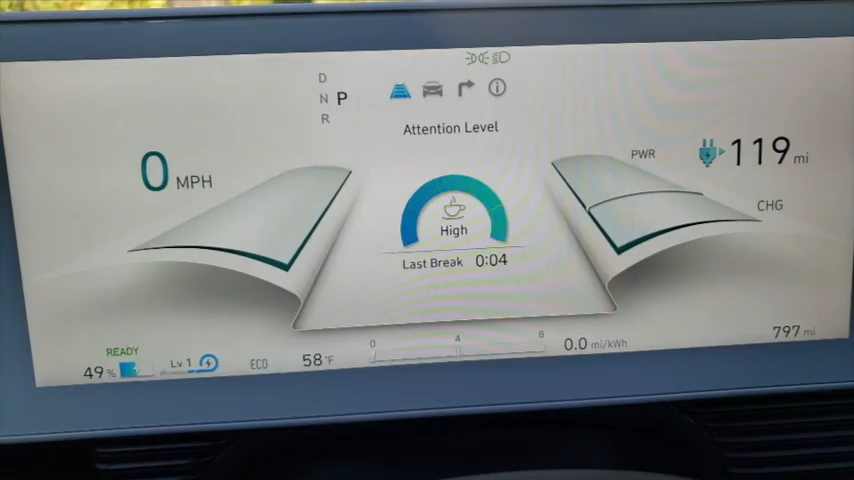 D
N P
R
Attention Level
0 MPH
PWR
119 mi
CHG
High
Last Break 0:04
READY
49 %
Lv 1
ECO
58 °F
0 4 8
0.0 mi/kWh
797 mi